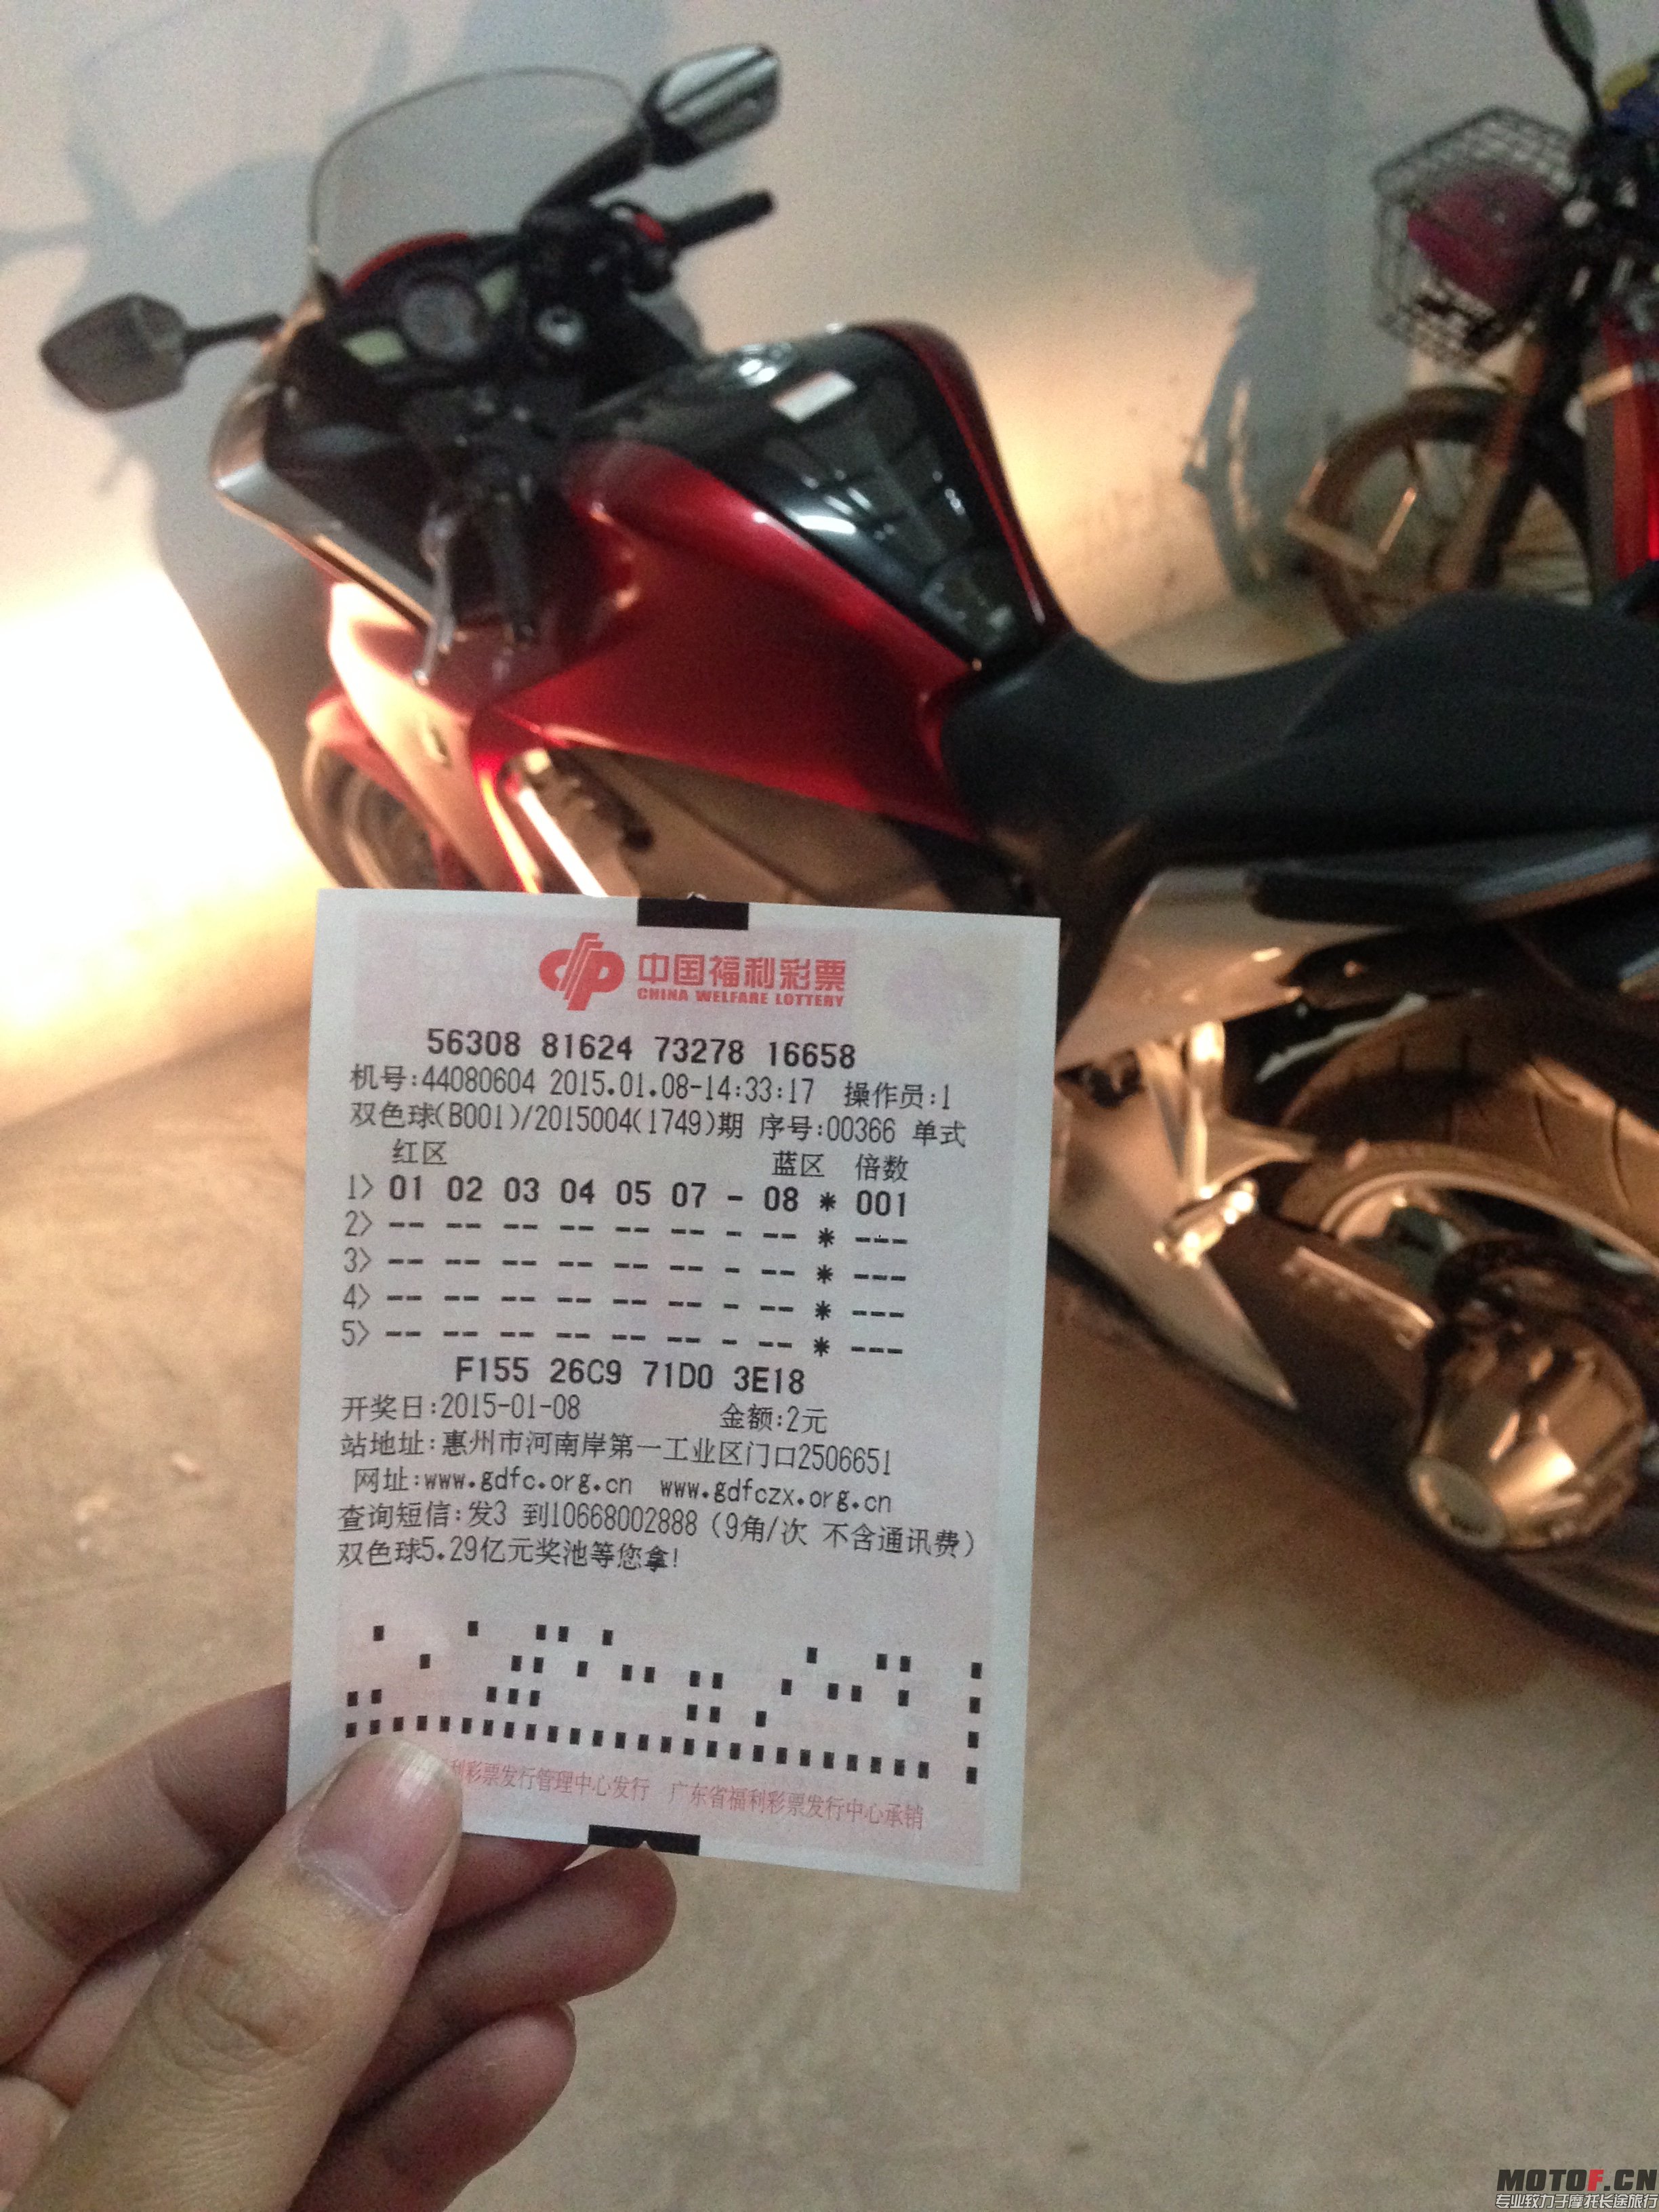 中国福利彩票
CHINA WELFARE LOTTERY
56308 81624 73278 16658
机号:44080604 2015.01.08-14:33:17 操作员:1
双色球(B001)/2015004(1749)期 序号:00366 单式
红区 蓝区 倍数
1> 01 02 03 04 05 07 - 08 * 001
2> -- -- -- -- -- -- - -- * ---
3> -- -- -- -- -- -- - -- * ---
4> -- -- -- -- -- -- - -- * ---
5> -- -- -- -- -- -- - -- * ---
F155 26C9 71D0 3E18
开奖日:2015-01-08 金额:2元
站地址:惠州市河南岸第一工业区门口2506651
网址:www.gdfc.org.cn www.gdfczx.org.cn
查询短信:发3 到10668002888(9角/次 不含通讯费)
双色球5.29亿元奖池等您拿!
利彩票发行管理中心发行 广东省福利彩票发行中心承销
MOTOF.CN
专业致力于摩托长途旅行